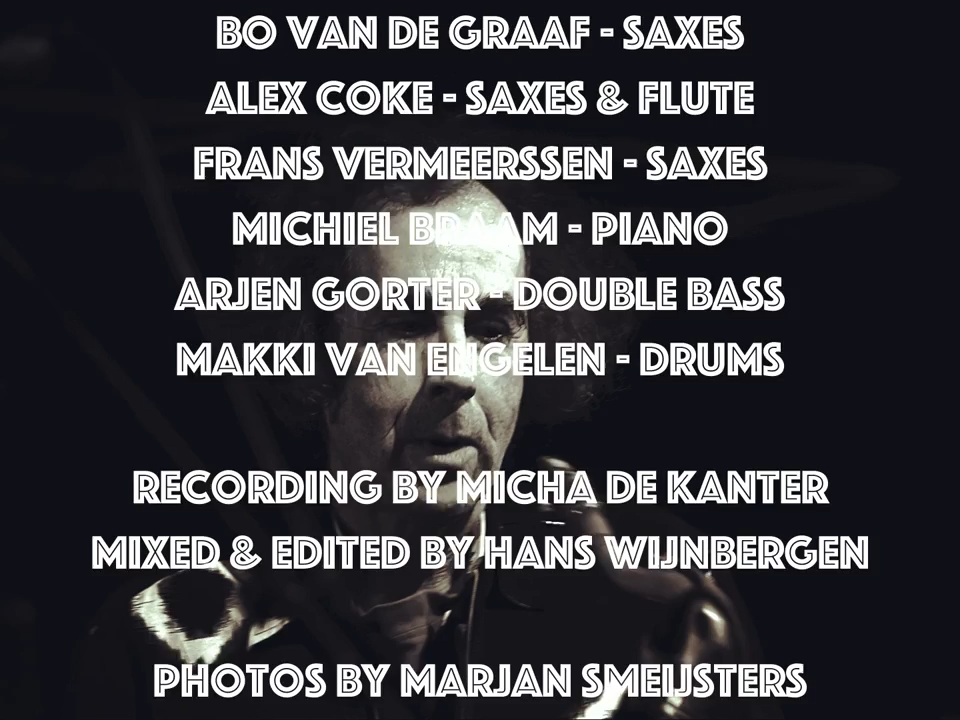 BO VAN DE GRAAF - SAXES
ALEX COKE - SAXES & FLUTE
FRANS VERMEERSSEN - SAXES
MICHIEL BRAAM - PIANO
ARJEN GORTER - DOUBLE BASS
MAKKI VAN ENGELEN - DRUMS
RECORDING BY MICHA DE KANTER
MIXED & EDITED BY HANS WIJNBERGEN
PHOTOS BY MARJAN SMEIJSTERS